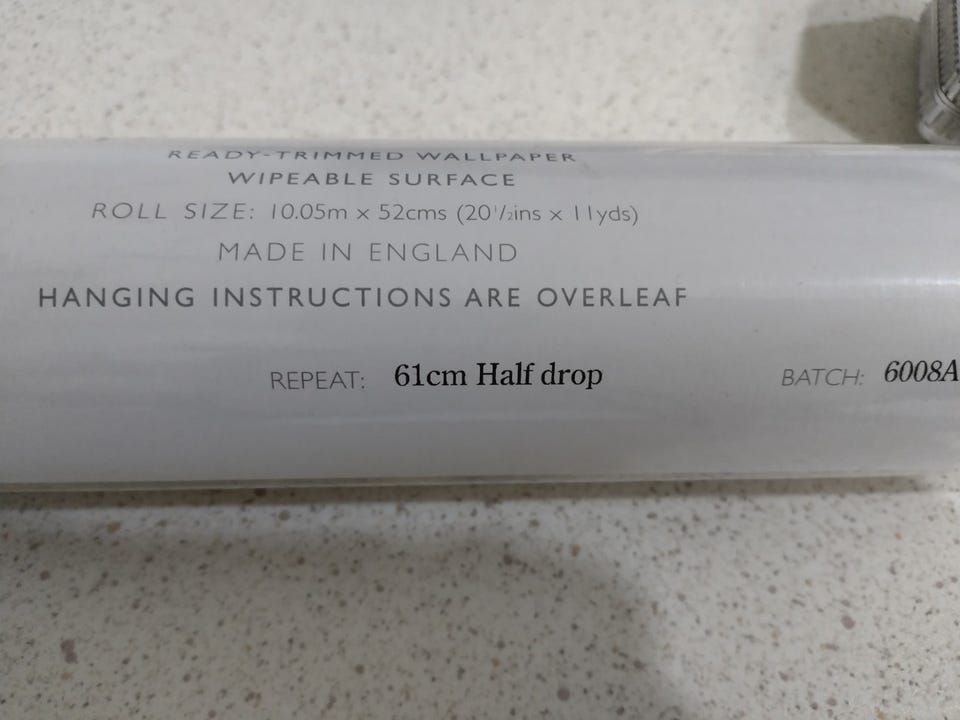 READY-TRIMMED WALLPAPER
WIPEABLE SURFACE
ROLL SIZE: 10.05m x 52cms (20½ins x 11yds)
MADE IN ENGLAND
HANGING INSTRUCTIONS ARE OVERLEAF
REPEAT: 61cm Half drop BATCH: 6008A